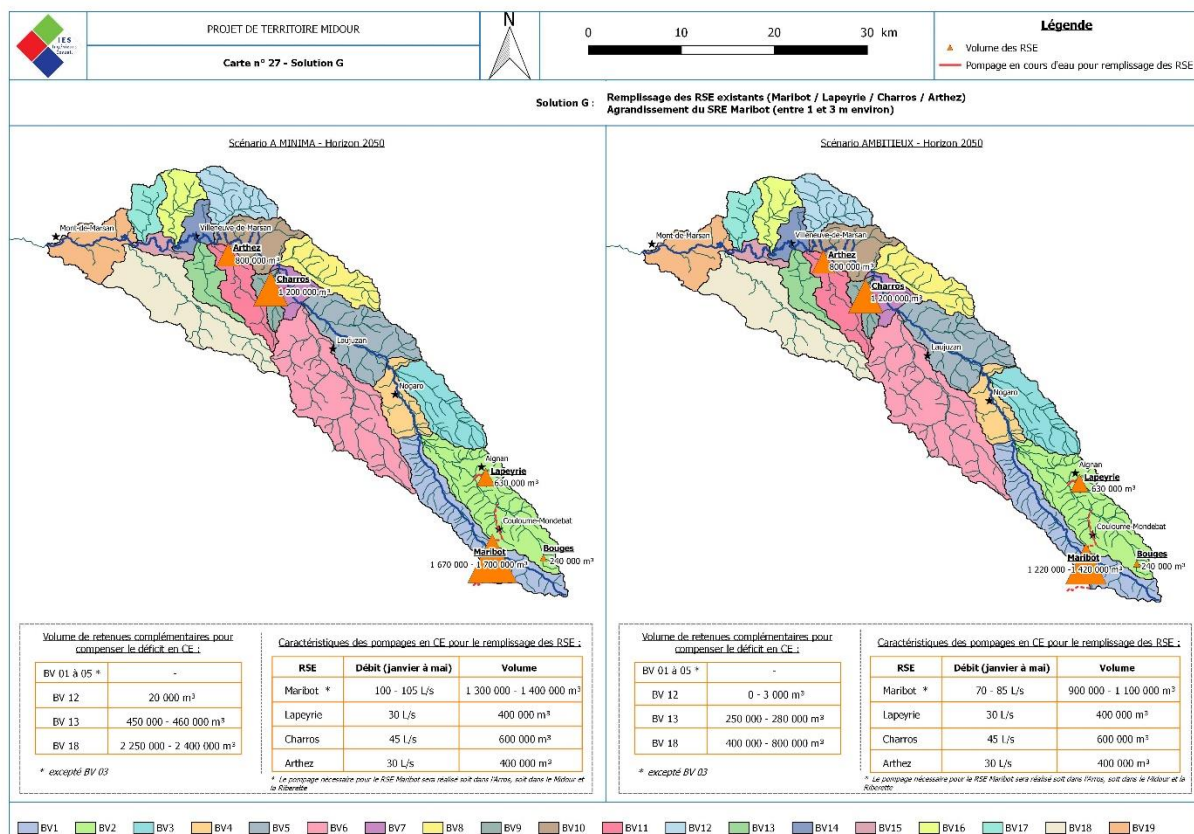 IES
Ingénieurs
Conseil
PROJET DE TERRITOIRE MIDOUR
Carte n° 27 - Solution G
N
0 10 20 30 km
Légende
Volume des RSE
Pompage en cours d'eau pour remplissage des RSE
Solution G : Remplissage des RSE existants (Maribot / Lapeyrie / Charros / Arthez)
Agrandissement du SRE Maribot (entre 1 et 3 m environ)
Scénario A MINIMA - Horizon 2050
Mont-de-Marsan
Villeneuve-de-Marsan
Arthez
800 000 m³
Charros
1 200 000 m³
Laujuzan
Nogaro
Aignan
Lapeyrie
630 000 m³
Couloume-Mondebat
Maribot
1 670 000 - 1 700 000 m³
Bouges
240 000 m³
Volume de retenues complémentaires pour
compenser le déficit en CE :
BV 01 à 05 * -
BV 12 20 000 m³
BV 13 450 000 - 460 000 m³
BV 18 2 250 000 - 2 400 000 m³
* excepté BV 03
Caractéristiques des pompages en CE pour le remplissage des RSE :
RSE Débit (janvier à mai) Volume
Maribot * 100 - 105 L/s 1 300 000 - 1 400 000 m³
Lapeyrie 30 L/s 400 000 m³
Charros 45 L/s 600 000 m³
Arthez 30 L/s 400 000 m³
* Le pompage nécessaire pour le RSE Maribot sera réalisé soit dans l'Arros, soit dans le Midour et
la Riberette
Scénario AMBITIEUX - Horizon 2050
Mont-de-Marsan
Villeneuve-de-Marsan
Arthez
800 000 m³
Charros
1 200 000 m³
Laujuzan
Nogaro
Aignan
Lapeyrie
630 000 m³
Couloume-Mondebat
Maribot
1 220 000 - 1 420 000 m³
Bouges
240 000 m³
Volume de retenues complémentaires pour
compenser le déficit en CE :
BV 01 à 05 * -
BV 12 0 - 3 000 m³
BV 13 250 000 - 280 000 m³
BV 18 400 000 - 800 000 m³
* excepté BV 03
Caractéristiques des pompages en CE pour le remplissage des RSE :
RSE Débit (janvier à mai) Volume
Maribot * 70 - 85 L/s 900 000 - 1 100 000 m³
Lapeyrie 30 L/s 400 000 m³
Charros 45 L/s 600 000 m³
Arthez 30 L/s 400 000 m³
* Le pompage nécessaire pour le RSE Maribot sera réalisé soit dans l'Arros, soit dans le Midour et la
Riberette
BV1 BV2 BV3 BV4 BV5 BV6 BV7 BV8 BV9 BV10 BV11 BV12 BV13 BV14 BV15 BV16 BV17 BV18 BV19